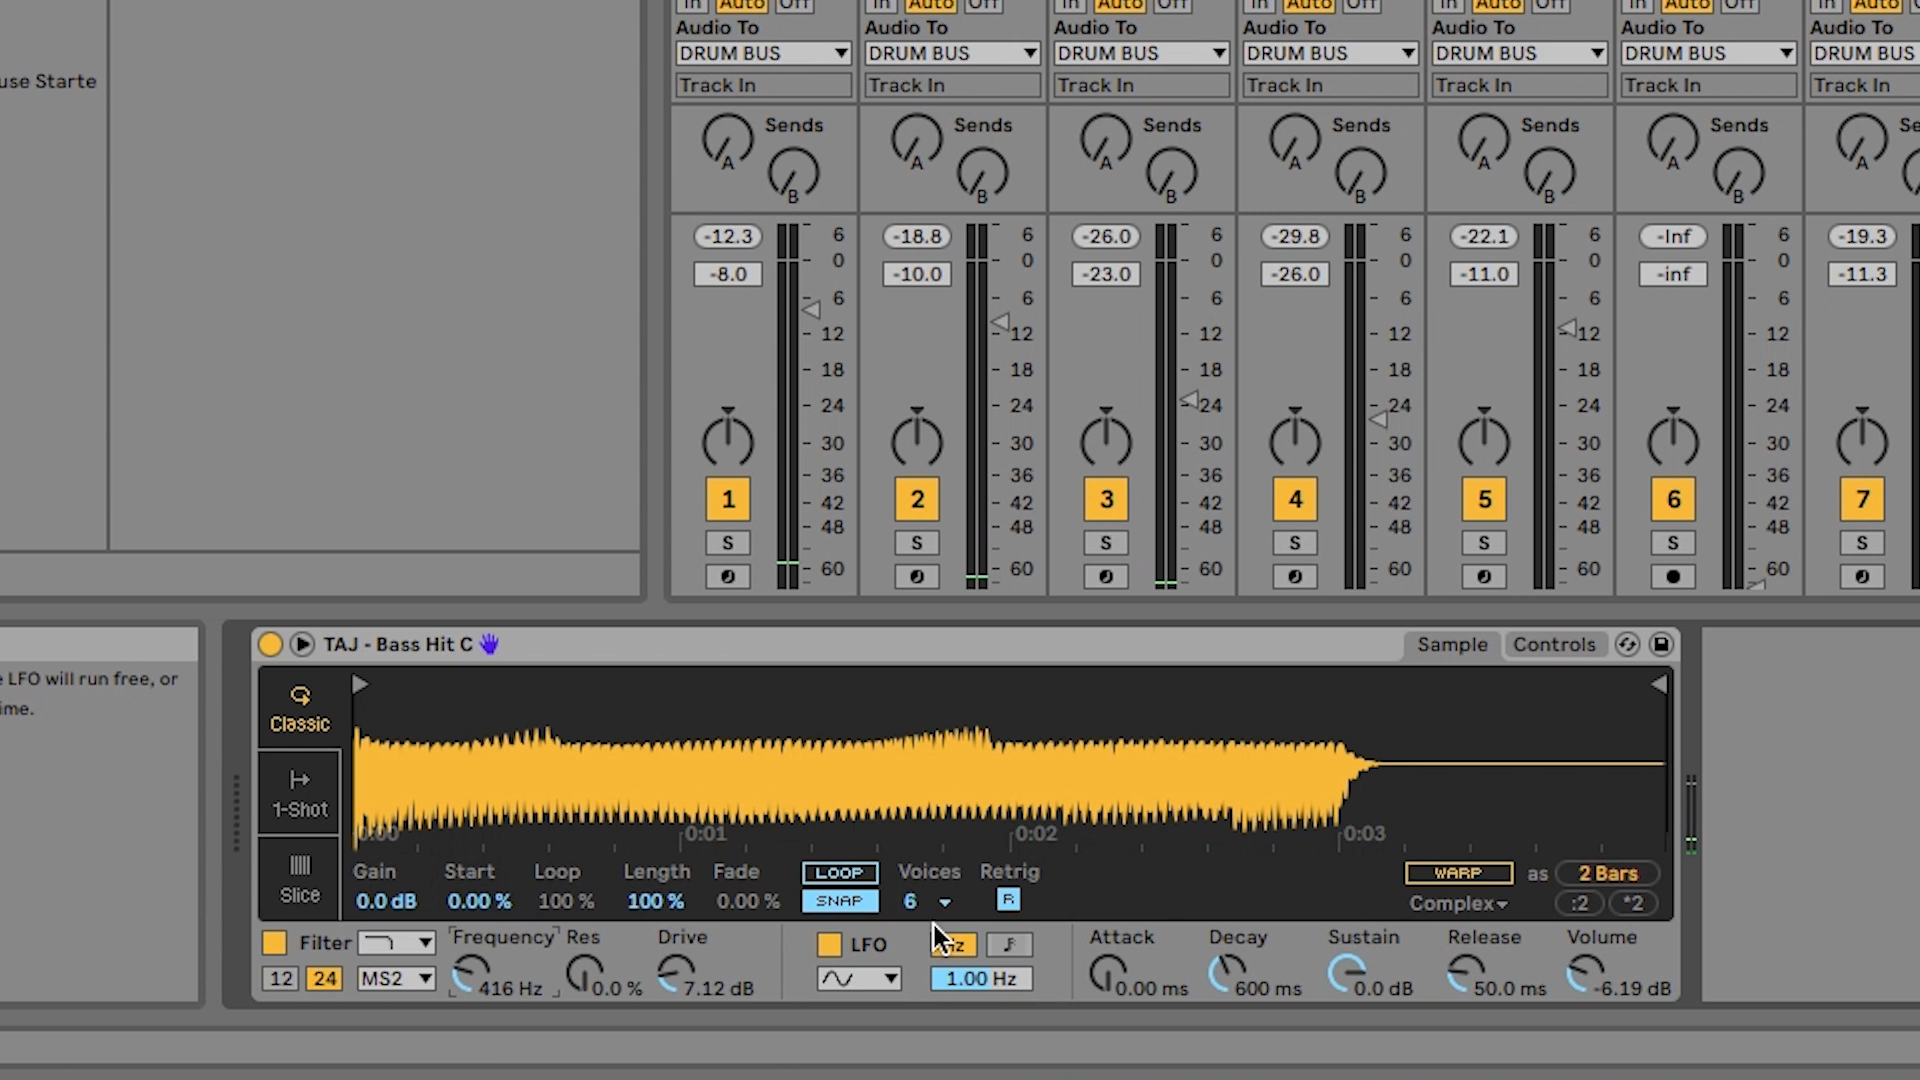 In Auto Off In Auto Off In Auto Off In Auto Off In Auto Off In Auto Off In Auto
Audio To Audio To Audio To Audio To Audio To Audio To Audio To
DRUM BUS DRUM BUS DRUM BUS DRUM BUS DRUM BUS DRUM BUS DRUM BUS
use Starte
Track In Track In Track In Track In Track In Track In Track In
Sends Sends Sends Sends Sends Sends Se
A A A A A A A
B B B B B B
-12.3 6 -18.8 6 -26.0 6 -29.8 6 -22.1 6 -Inf 6 -19.3
0 0 0 0 0 0
-8.0 -10.0 -23.0 -26.0 -11.0 -inf -11.3
6 6 6 6 6 6
12 12 12 12 12 12
18 18 18 18 18 18
24 24 24 24 24 24
30 30 30 30 30 30
36 36 36 36 36 36
1 2 3 4 5 6 7
42 42 42 42 42 42
48 48 48 48 48 48
S S S S S S S
60 60 60 60 60 60
TAJ - Bass Hit C Sample Controls
e LFO will run free, or
ime.
Classic
1-Shot
Slice
0:00 0:01 0:02 0:03
Gain Start Loop Length Fade LOOP Voices Retrig WARP as 2 Bars
0.0 dB 0.00 % 100 % 100 % 0.00 % SNAP 6 R Complex :2 *2
Filter Frequency Res Drive LFO Hz Attack Decay Sustain Release Volume
12 24 MS2 416 Hz 0.0 % 7.12 dB 1.00 Hz 0.00 ms 600 ms 0.0 dB 50.0 ms -6.19 dB